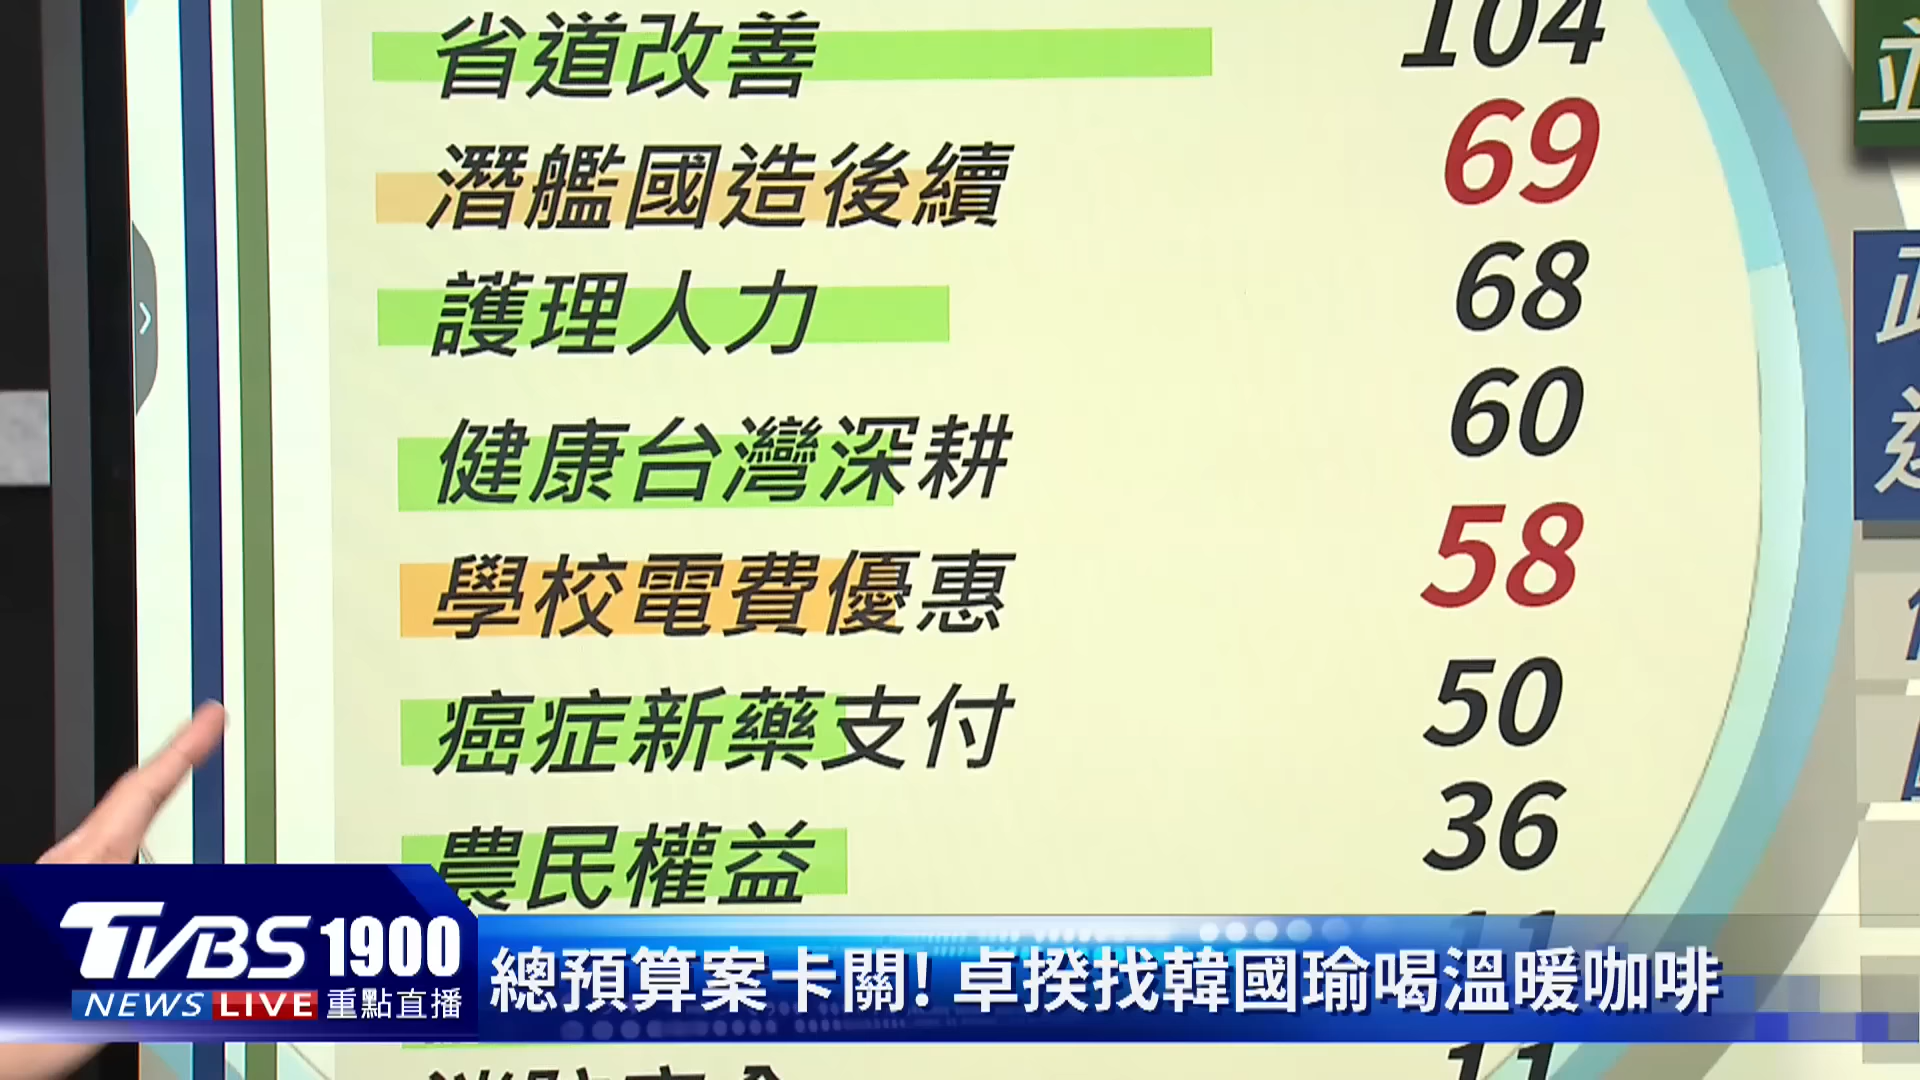 省道改善 104
潛艦國造後續 69
護理人力 68
健康台灣深耕 60
學校電費優惠 58
癌症新藥支付 50
農民權益 36
11
TVBS 1900
NEWS LIVE 重點直播
總預算案卡關! 卓揆找韓國瑜喝溫暖咖啡
11